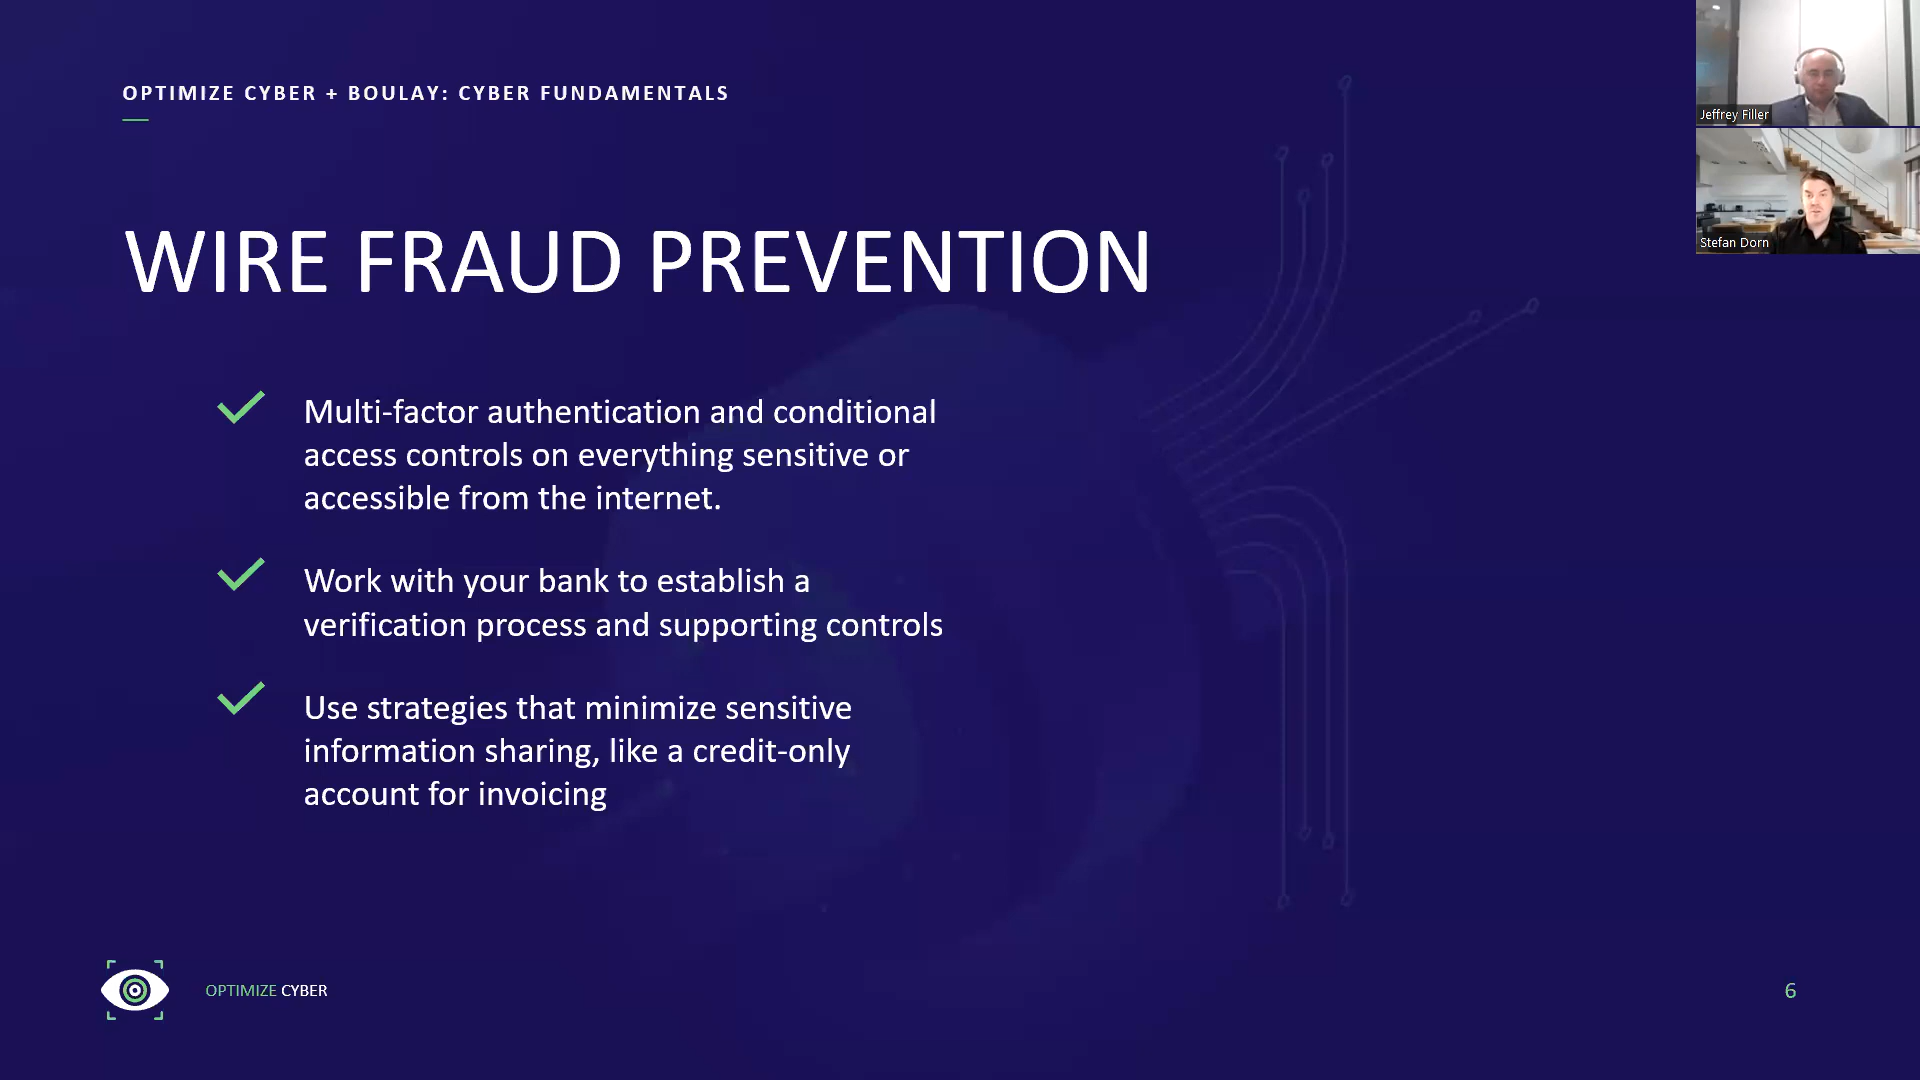 OPTIMIZE CYBER + BOULAY: CYBER FUNDAMENTALS
WIRE FRAUD PREVENTION
Multi-factor authentication and conditional
access controls on everything sensitive or
accessible from the internet.
Work with your bank to establish a
verification process and supporting controls
Use strategies that minimize sensitive
information sharing, like a credit-only
account for invoicing
OPTIMIZE CYBER
6
Jeffrey Filler
Stefan Dorn